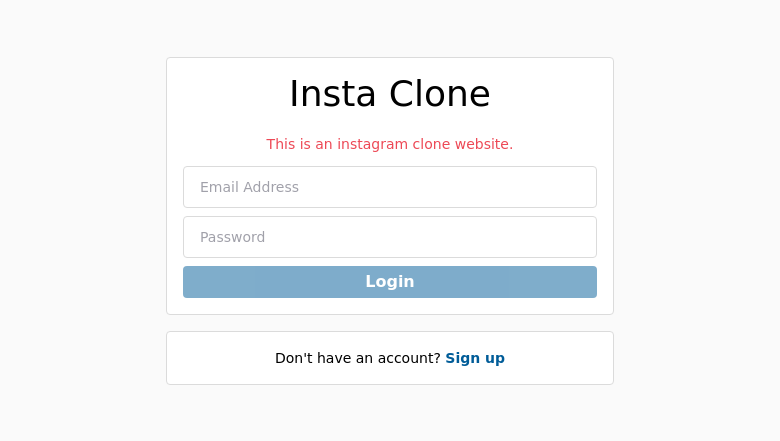 Insta Clone
This is an instagram clone website.
Email Address
Password
Login
Don't have an account? Sign up